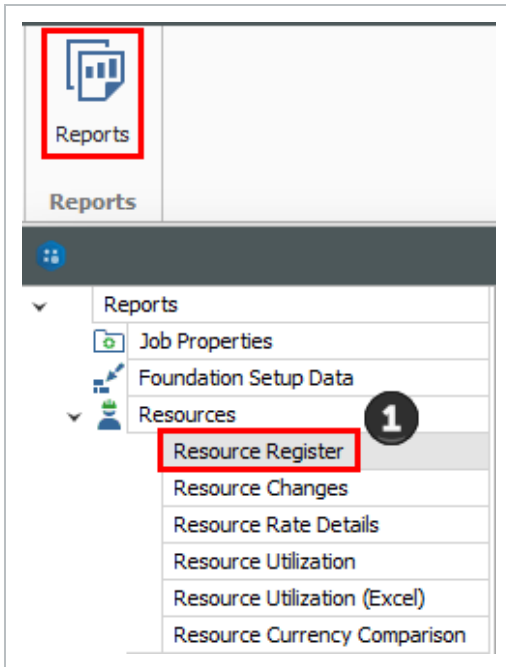 Reports
Reports
Reports
Job Properties
Foundation Setup Data
Resources
1
Resource Register
Resource Changes
Resource Rate Details
Resource Utilization
Resource Utilization (Excel)
Resource Currency Comparison